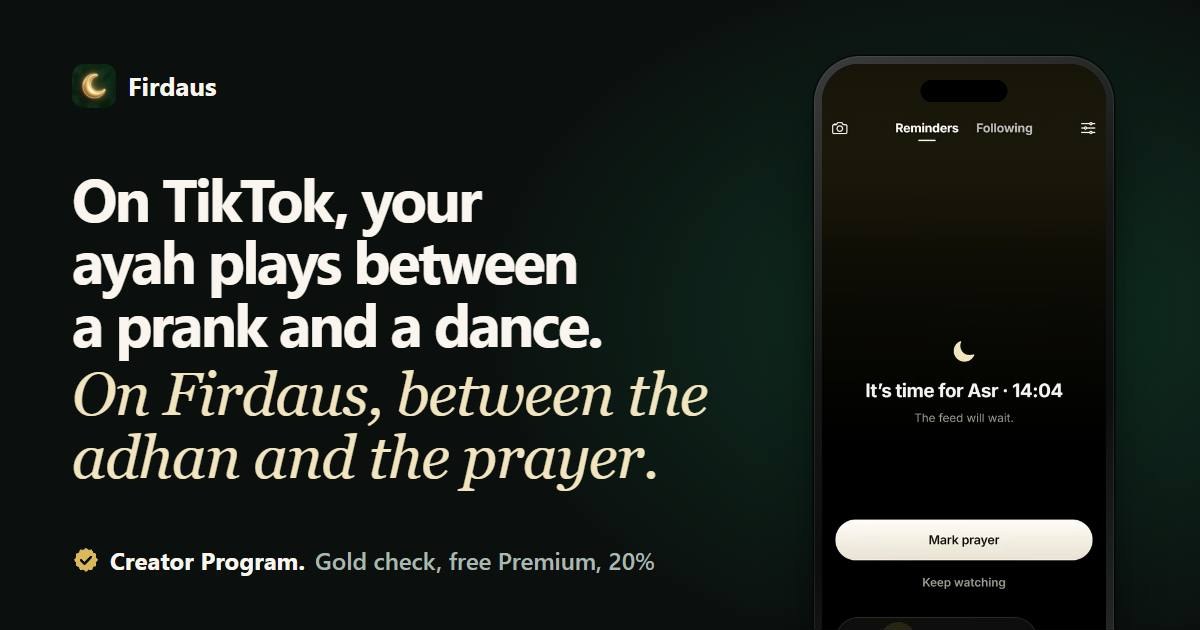 Firdaus
On TikTok, your
ayah plays between
a prank and a dance.
On Firdaus, between the
adhan and the prayer.
Creator Program. Gold check, free Premium, 20%
Reminders Following
It’s time for Asr · 14:04
The feed will wait.
Mark prayer
Keep watching